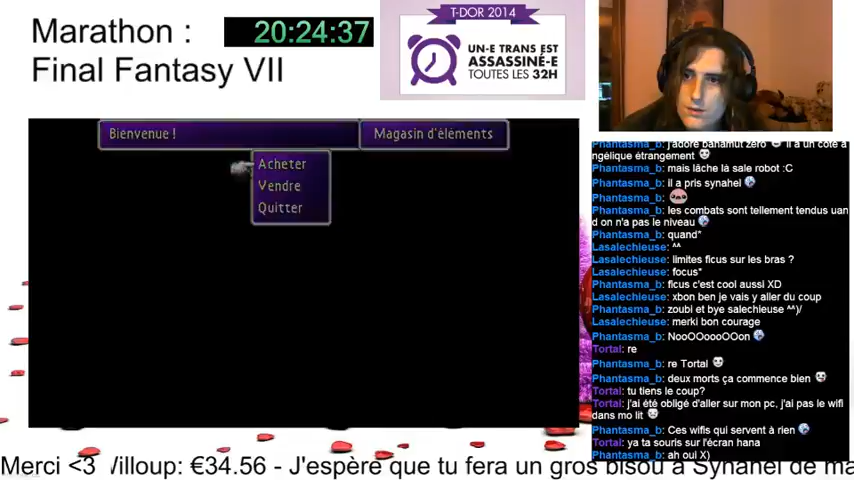 Marathon :
Final Fantasy VII
20:24:37
T-DOR 2014
UN-E TRANS EST
ASSASSINÉ-E
TOUTES LES 32H
Bienvenue !
Magasin d'éléments
Acheter
Vendre
Quitter
Phantasma_b: j'adore bahamut zero il a un côté a
ngélique étrangement
Phantasma_b: mais lâche là sale robot :C
Phantasma_b: il a pris synahel
Phantasma_b:
Phantasma_b: les combats sont tellement tendus uan
d on n'a pas le niveau
Phantasma_b: quand*
Lasalechieuse: ^^
Lasalechieuse: limites ficus sur les bras ?
Lasalechieuse: focus*
Phantasma_b: ficus c'est cool aussi XD
Lasalechieuse: xbon ben je vais y aller du coup
Phantasma_b: zoubi et bye salechieuse ^^)/
Lasalechieuse: merki bon courage
Phantasma_b: NooOOoooOOon
Tortal: re
Phantasma_b: re Tortal
Phantasma_b: deux morts ça commence bien
Tortal: tu tiens le coup?
Tortal: j'ai été obligé d'aller sur mon pc, j'ai pas le wifi
dans mo lit
Phantasma_b: Ces wifis qui servent à rien
Tortal: ya ta souris sur l'écran hana
Phantasma_b: ah oui X)
Merci <3 /illoup: €34.56 - J'espère que tu fera un gros bisou à Synahel de ma